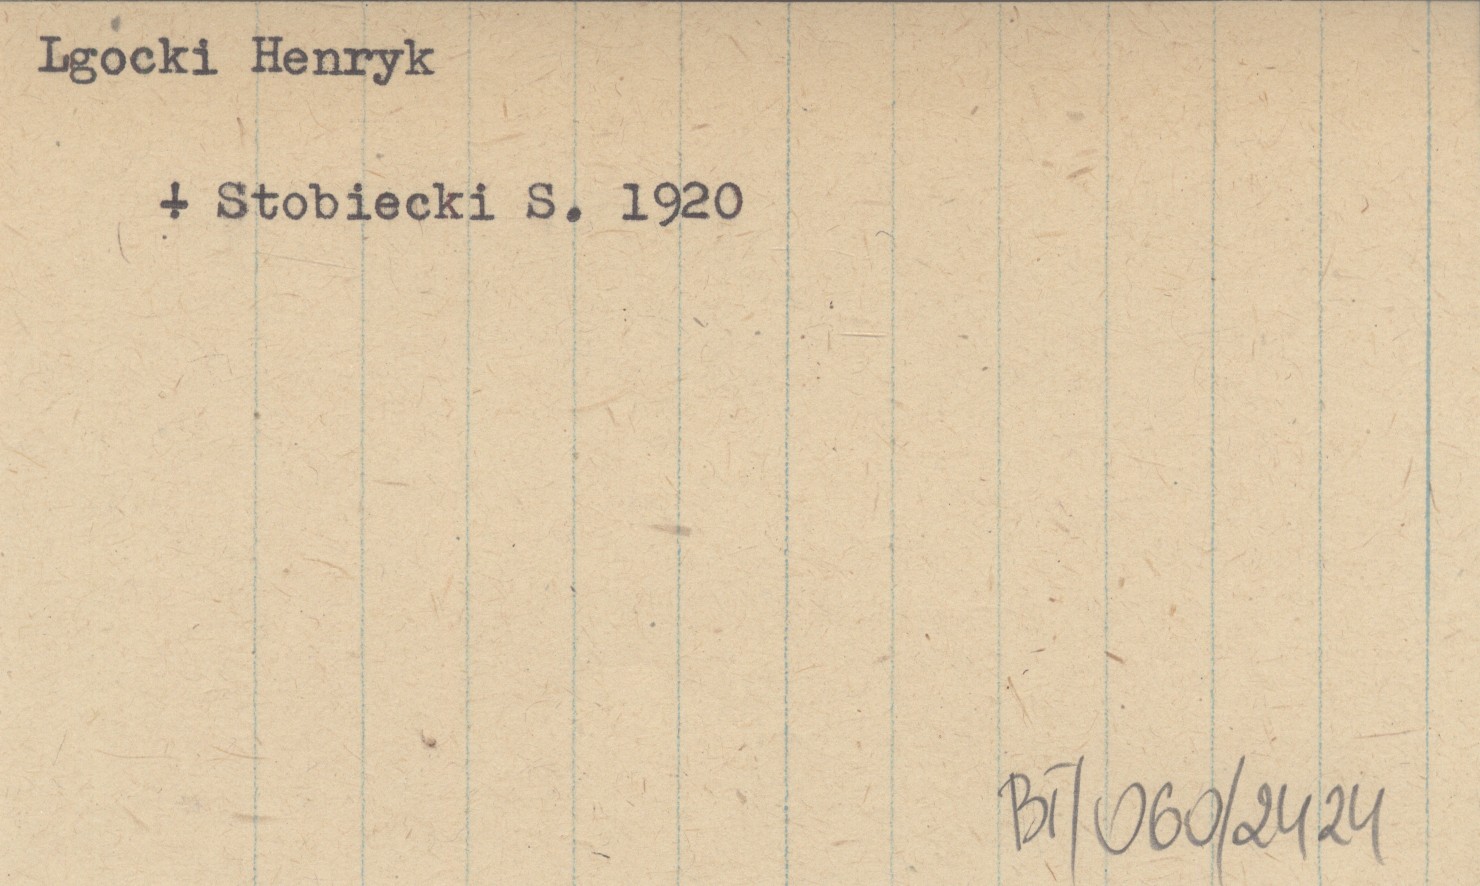 Lgocki Henryk
+ Stobiecki S. 1920
BI/060/2424